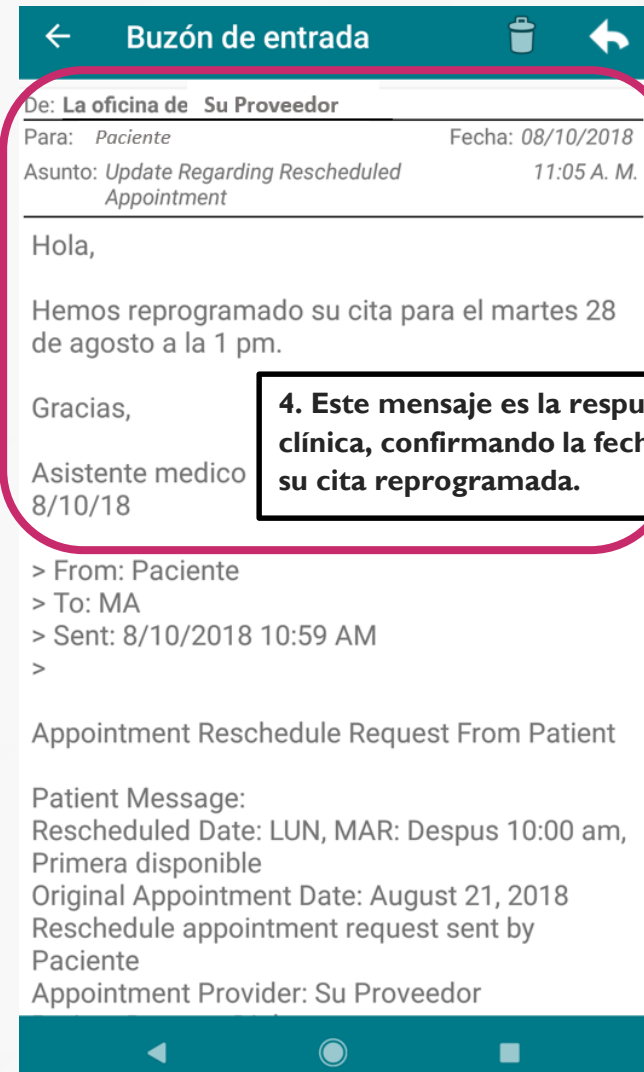 Buzón de entrada
De: La oficina de Su Proveedor
Para: Paciente Fecha: 08/10/2018
Asunto: Update Regarding Rescheduled 11:05 A. M.
Appointment
Hola,
Hemos reprogramado su cita para el martes 28
de agosto a la 1 pm.
Gracias,
4. Este mensaje es la
clínica, confirmando la
su cita reprogramada.
Asistente medico
8/10/18
> From: Paciente
> To: MA
> Sent: 8/10/2018 10:59 AM
>
Appointment Reschedule Request From Patient
Patient Message:
Rescheduled Date: LUN, MAR: Despus 10:00 am,
Primera disponible
Original Appointment Date: August 21, 2018
Reschedule appointment request sent by
Paciente
Appointment Provider: Su Proveedor